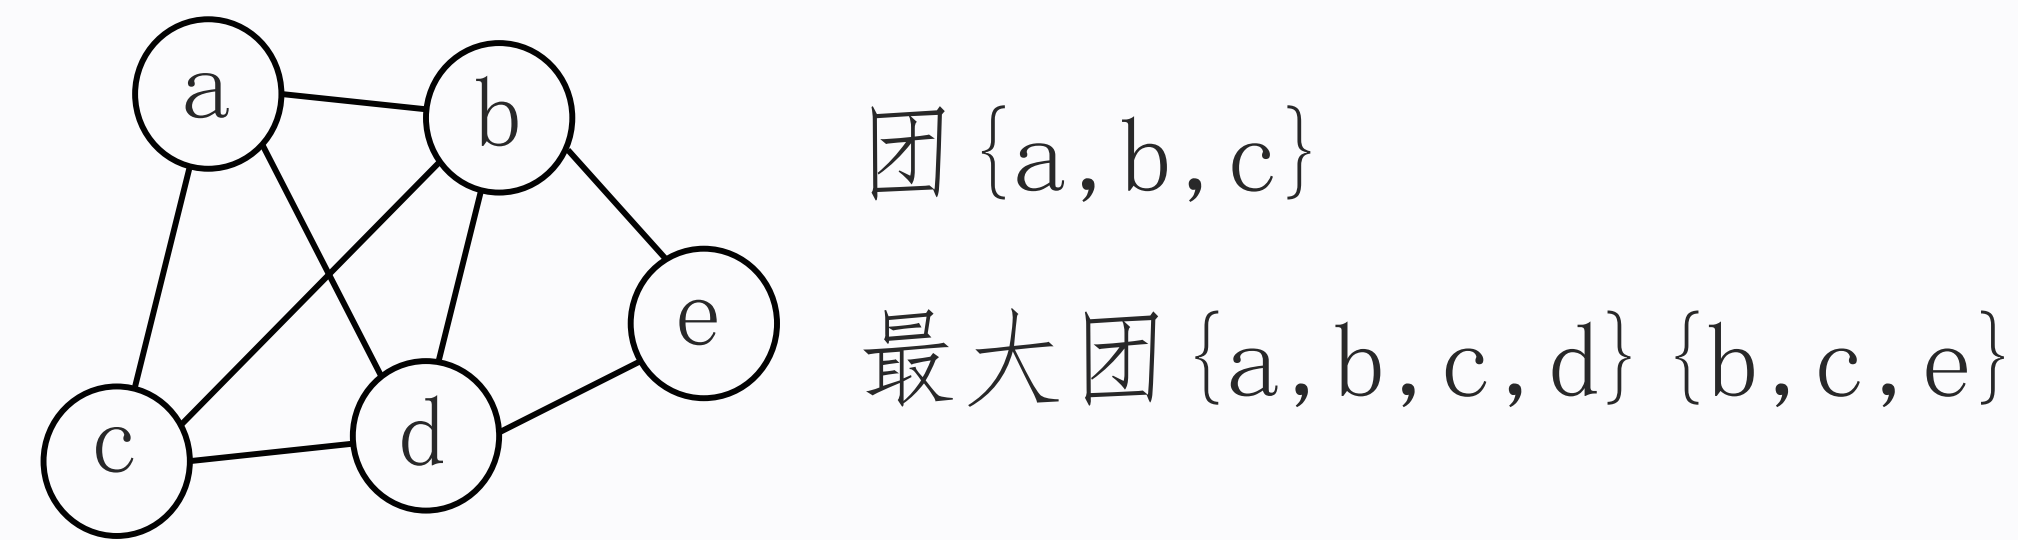 a
b
团 {a,b,c}
e
最大团 {a,b,c,d} {b,c,e}
c
d